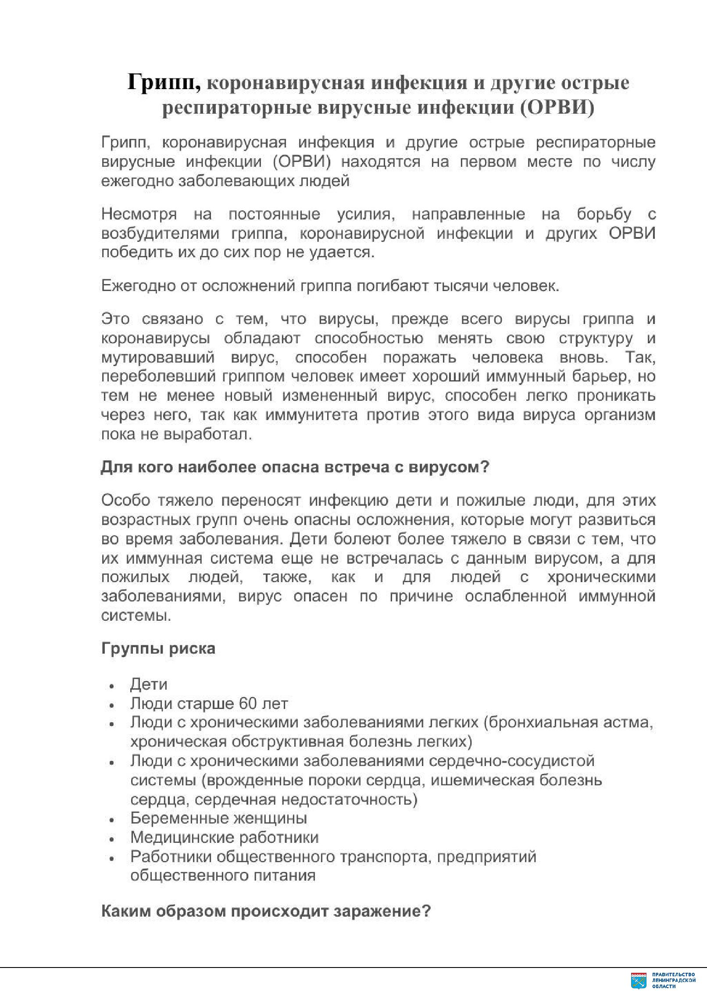 Грипп, коронавирусная инфекция и другие острые
респираторные вирусные инфекции (ОРВИ)
Грипп, коронавирусная инфекция и другие острые респираторные
вирусные инфекции (ОРВИ) находятся на первом месте по числу
ежегодно заболевающих людей
Несмотря на постоянные усилия, направленные на борьбу с
возбудителями гриппа, коронавирусной инфекции и других ОРВИ
победить их до сих пор не удается.
Ежегодно от осложнений гриппа погибают тысячи человек.
Это связано с тем, что вирусы, прежде всего вирусы гриппа и
коронавирусы обладают способностью менять свою структуру и
мутировавший вирус, способен поражать человека вновь. Так,
переболевший гриппом человек имеет хороший иммунный барьер, но
тем не менее новый измененный вирус, способен легко проникать
через него, так как иммунитета против этого вида вируса организм
пока не выработал.
Для кого наиболее опасна встреча с вирусом?
Особо тяжело переносят инфекцию дети и пожилые люди, для этих
возрастных групп очень опасны осложнения, которые могут развиться
во время заболевания. Дети болеют более тяжело в связи с тем, что
их иммунная система еще не встречалась с данным вирусом, а для
пожилых людей, также, как и для людей с хроническими
заболеваниями, вирус опасен по причине ослабленной иммунной
системы.
Группы риска
• Дети
• Люди старше 60 лет
• Люди с хроническими заболеваниями легких (бронхиальная астма,
хроническая обструктивная болезнь легких)
• Люди с хроническими заболеваниями сердечно-сосудистой
системы (врожденные пороки сердца, ишемическая болезнь
сердца, сердечная недостаточность)
• Беременные женщины
• Медицинские работники
• Работники общественного транспорта, предприятий
общественного питания
Каким образом происходит заражение?
ПРАВИТЕЛЬСТВО
ЛЕНИНГРАДСКОЙ
ОБЛАСТИ